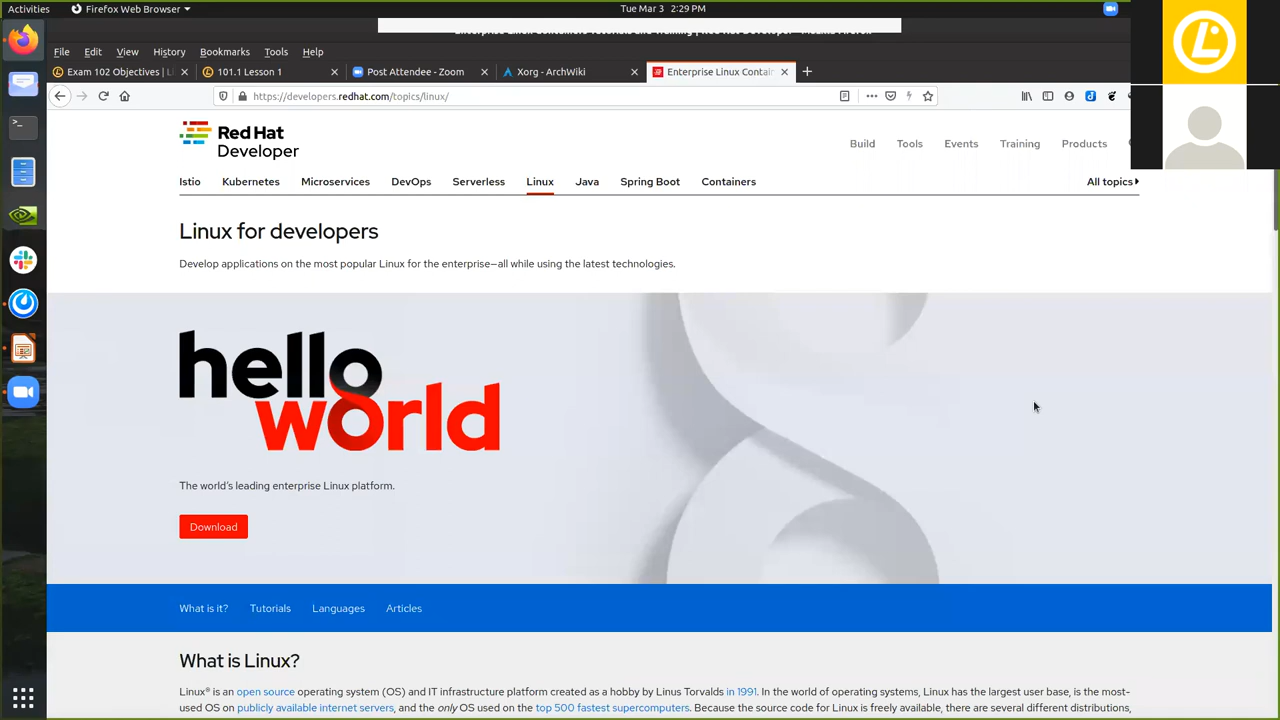 Activities
Firefox Web Browser
Tue Mar 3 2:29 PM
File Edit View History Bookmarks Tools Help
Exam 102 Objectives | L
101.1 Lesson 1
Post Attendee - Zoom
Xorg - ArchWiki
Enterprise Linux Contain
https://developers.redhat.com/topics/linux/
Red Hat
Developer
Build Tools Events Training Products
Istio Kubernetes Microservices DevOps Serverless Linux Java Spring Boot Containers All topics
Linux for developers
Develop applications on the most popular Linux for the enterprise—all while using the latest technologies.
hello
world
The world's leading enterprise Linux platform.
Download
What is it? Tutorials Languages Articles
What is Linux?
Linux® is an open source operating system (OS) and IT infrastructure platform created as a hobby by Linus Torvalds in 1991. In the world of operating systems, Linux has the largest user base, is the most-
used OS on publicly available internet servers, and the only OS used on the top 500 fastest supercomputers. Because the source code for Linux is freely available, there are several different distributions,